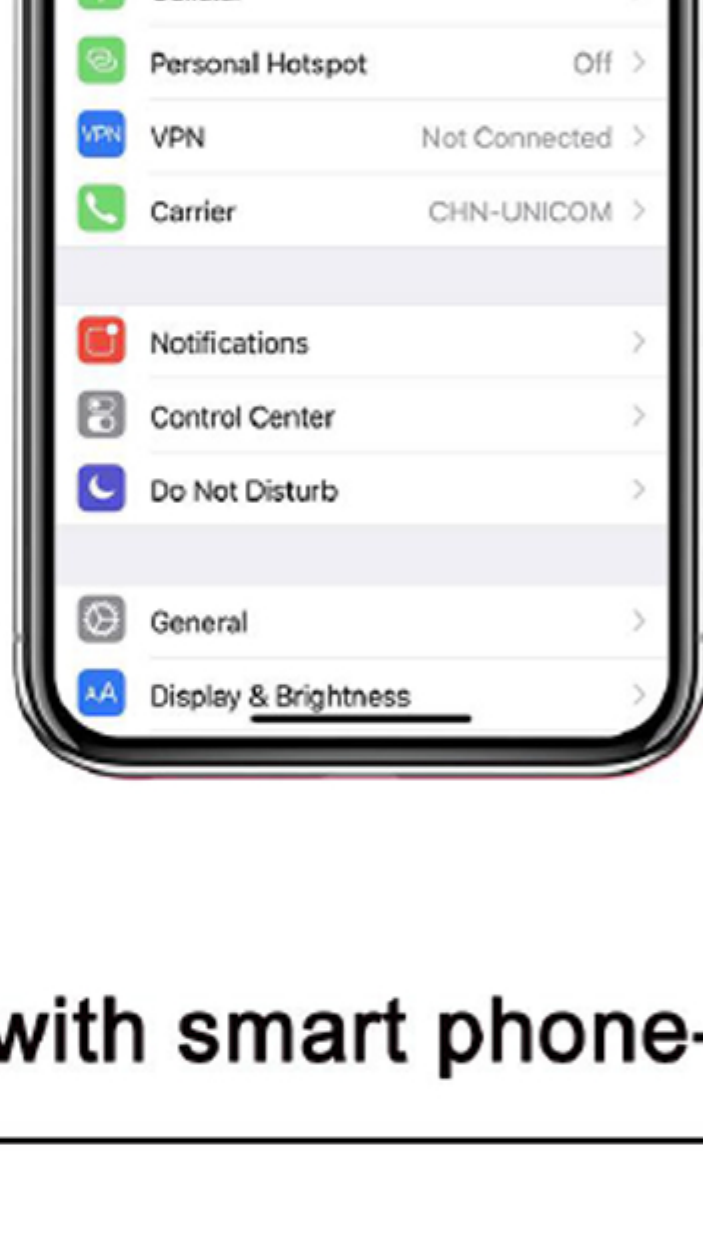 Personal Hotspot Off
VPN VPN Not Connected
Carrier CHN-UNICOM
Notifications
Control Center
Do Not Disturb
General
AA Display & Brightness
with smart phone-